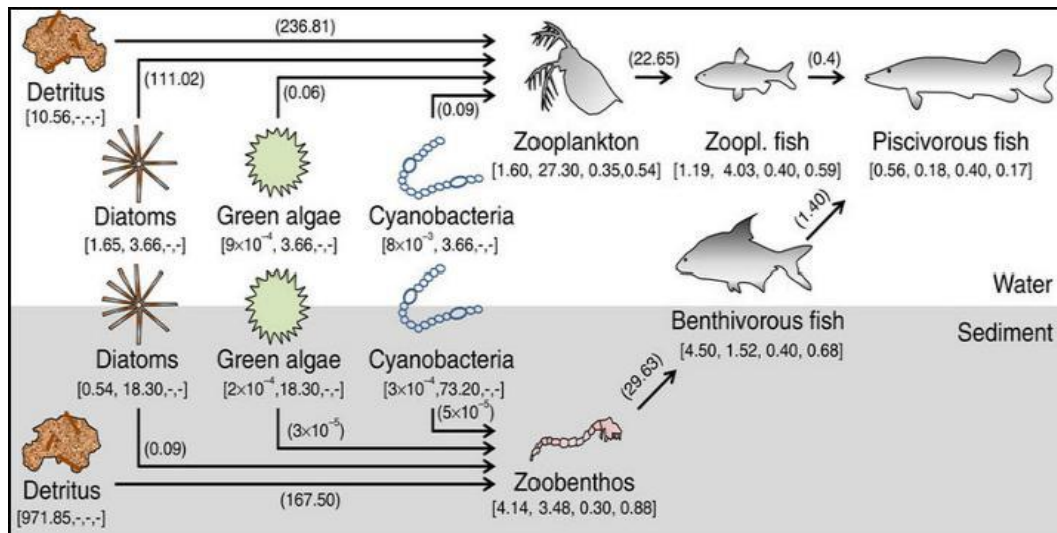 (236.81)
(111.02)
(0.06)
(0.09)
(22.65)
(0.4)
Detritus
[10.56,-,-,-]
Zooplankton
[1.60, 27.30, 0.35,0.54]
Zoopl. fish
[1.19, 4.03, 0.40, 0.59]
Piscivorous fish
[0.56, 0.18, 0.40, 0.17]
Diatoms
[1.65, 3.66,-,-]
Green algae
[9×10⁻⁴, 3.66,-,-]
Cyanobacteria
[8×10⁻³, 3.66,-,-]
(1.40)
Water
Benthivorous fish
[4.50, 1.52, 0.40, 0.68]
Sediment
Diatoms
[0.54, 18.30,-,-]
Green algae
[2×10⁻⁴,18.30,-,-]
Cyanobacteria
[3×10⁻⁴,73.20,-,-]
(29.63)
(5×10⁻⁵)
(3×10⁻⁵)
(0.09)
(167.50)
Detritus
[971.85,-,-,-]
Zoobenthos
[4.14, 3.48, 0.30, 0.88]